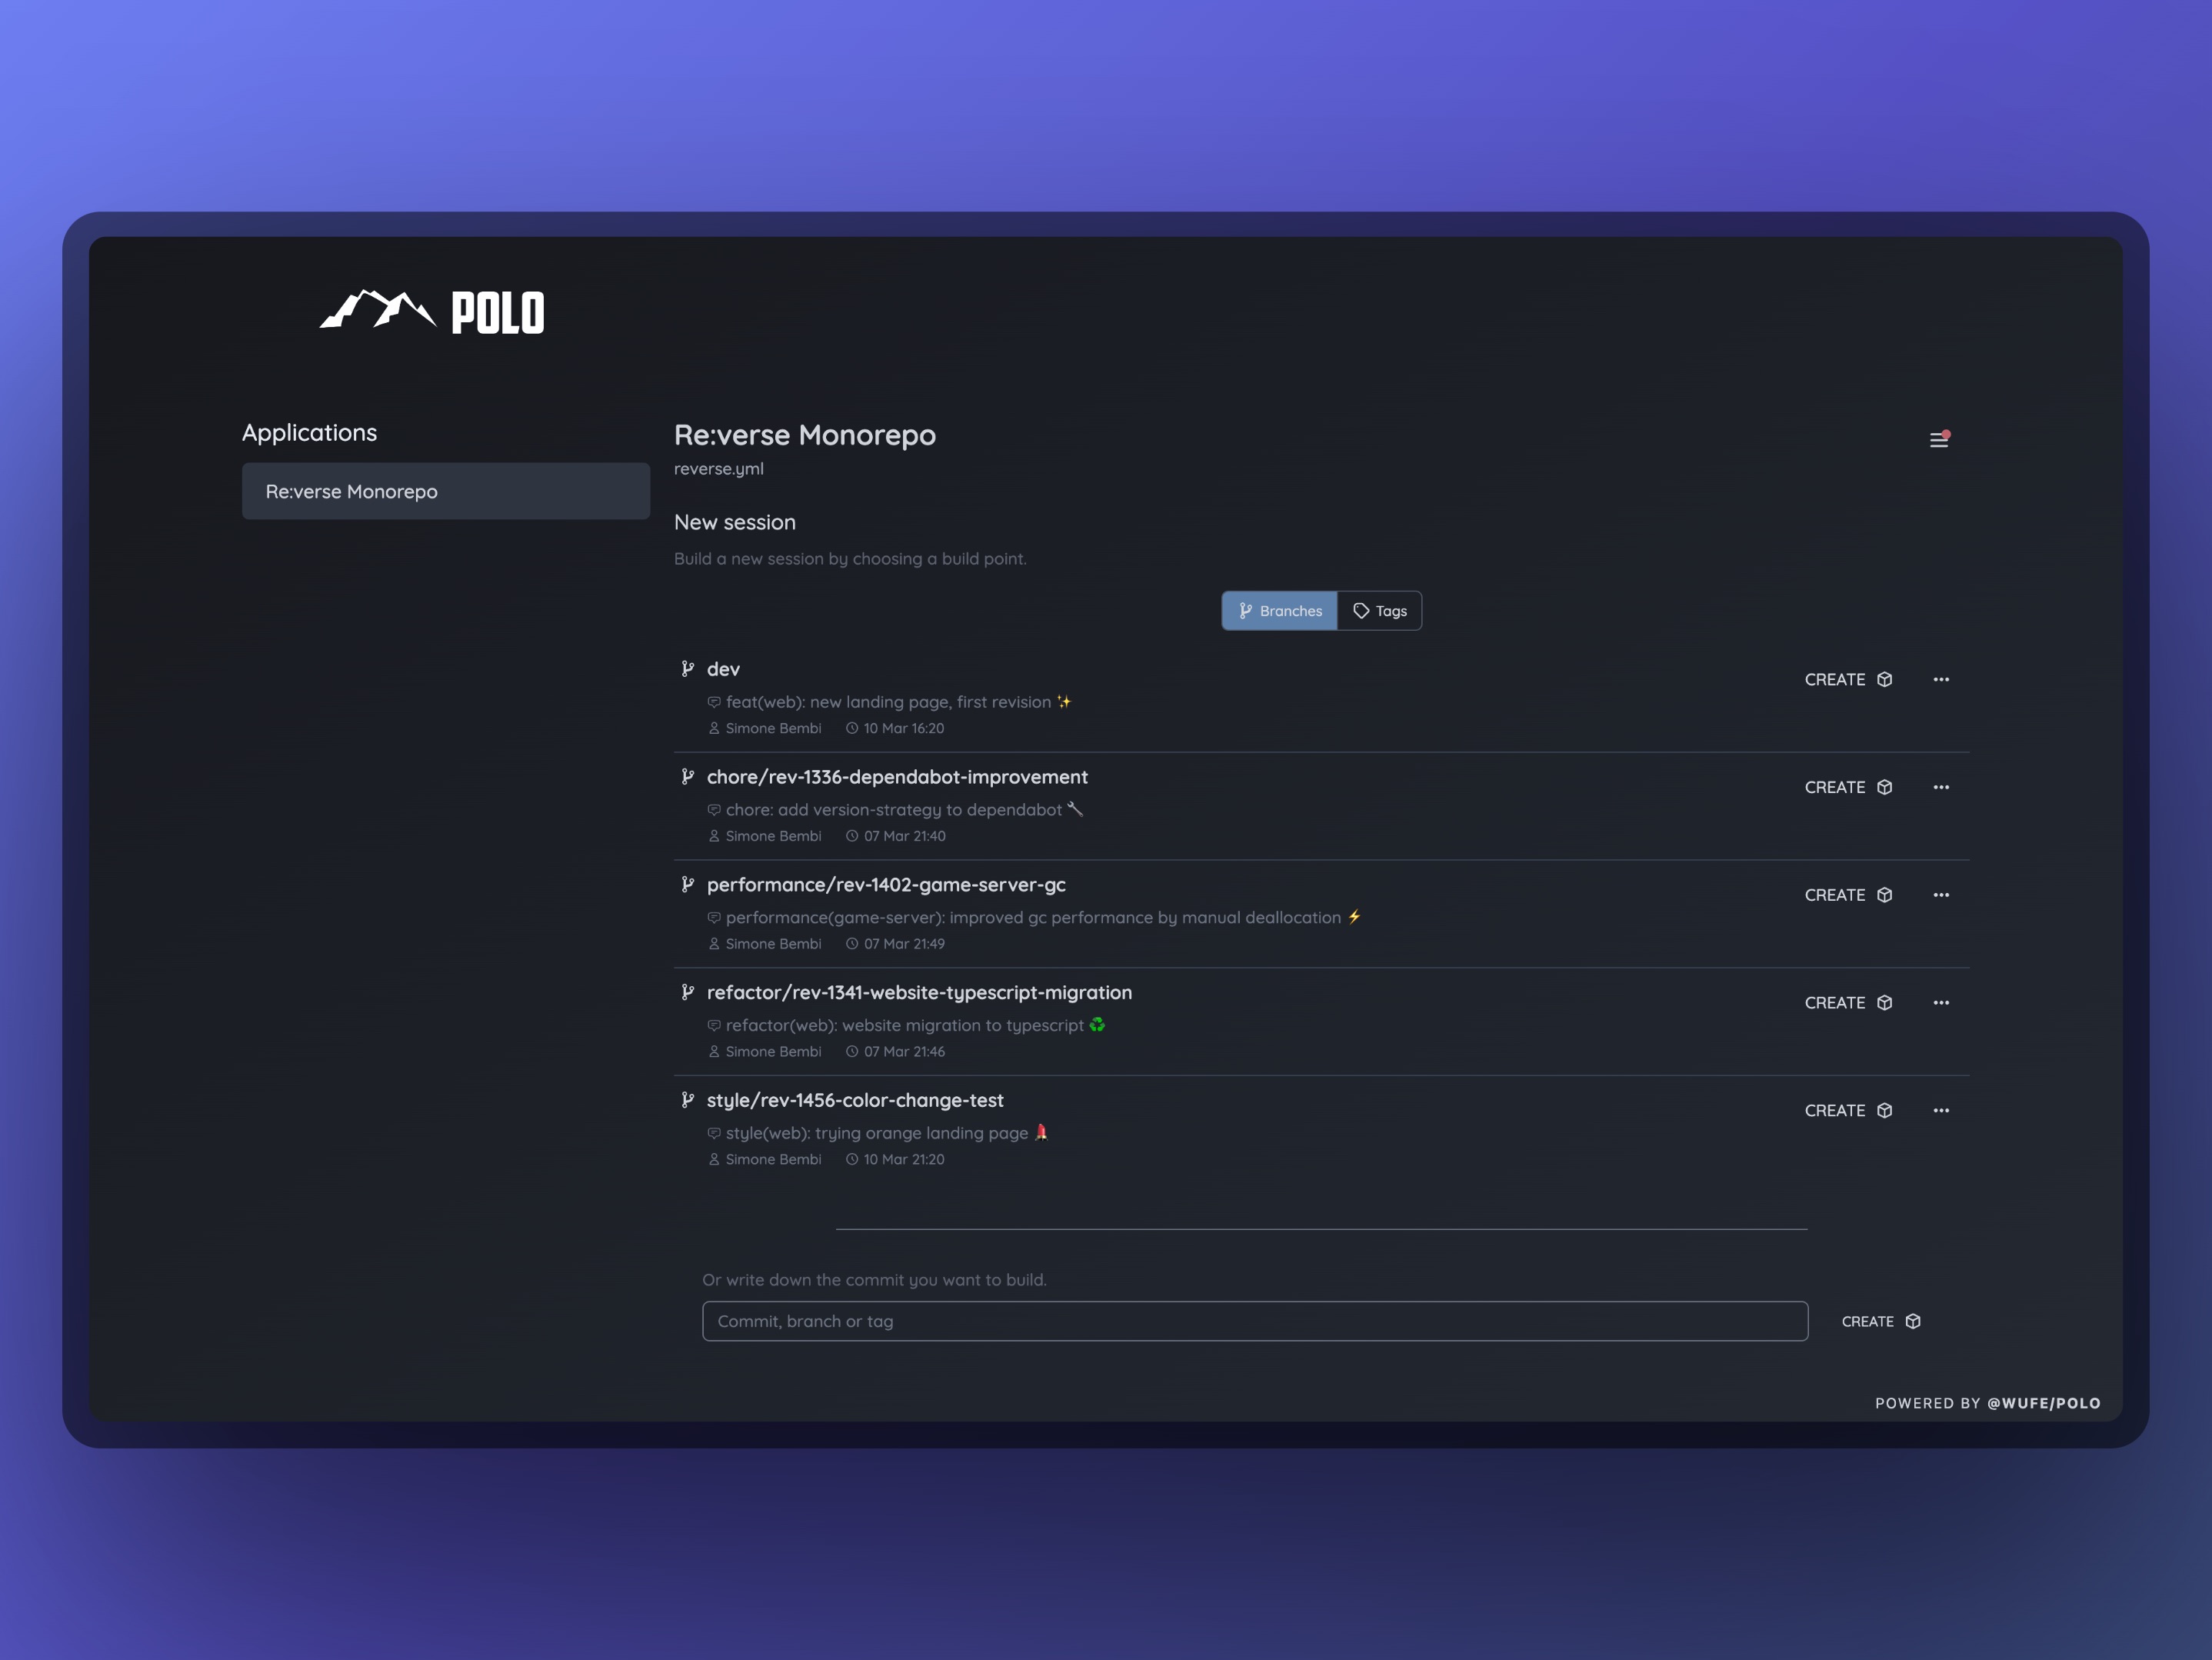 POLO
Applications
Re:verse Monorepo
Re:verse Monorepo
reverse.yml
New session
Build a new session by choosing a build point.
Branches Tags
dev
CREATE
feat(web): new landing page, first revision ✨
Simone Bembi 10 Mar 16:20
chore/rev-1336-dependabot-improvement
CREATE
chore: add version-strategy to dependabot 🔧
Simone Bembi 07 Mar 21:40
performance/rev-1402-game-server-gc
CREATE
performance(game-server): improved gc performance by manual deallocation ⚡
Simone Bembi 07 Mar 21:49
refactor/rev-1341-website-typescript-migration
CREATE
refactor(web): website migration to typescript ♻️
Simone Bembi 07 Mar 21:46
style/rev-1456-color-change-test
CREATE
style(web): trying orange landing page 💄
Simone Bembi 10 Mar 21:20
Or write down the commit you want to build.
Commit, branch or tag
CREATE
POWERED BY @WUFE/POLO